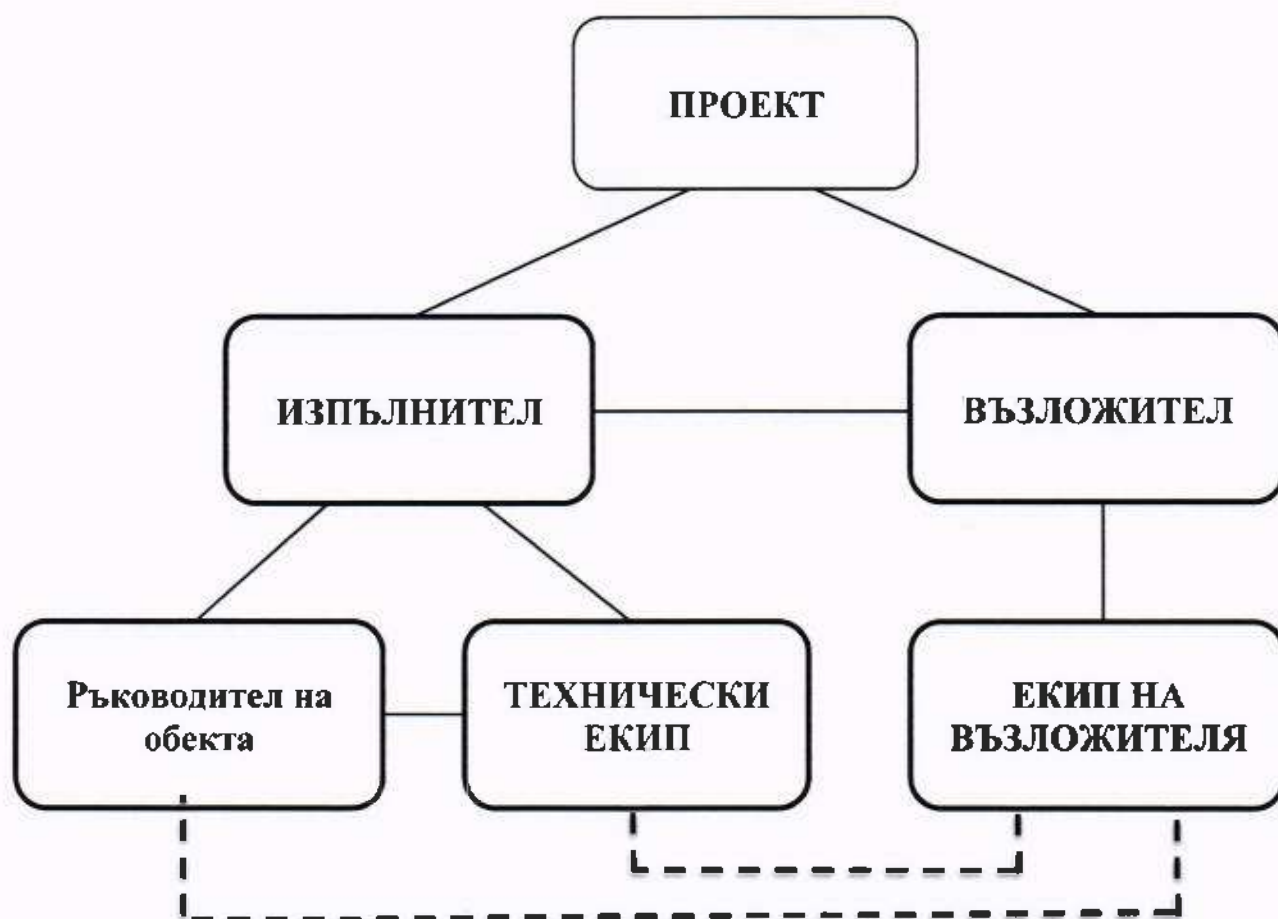 ПРОЕКТ
ИЗПЪЛНИТЕЛ
ВЪЗЛОЖИТЕЛ
Ръководител на
обекта
ТЕХНИЧЕСКИ
ЕКИП
ЕКИП НА
ВЪЗЛОЖИТЕЛЯ